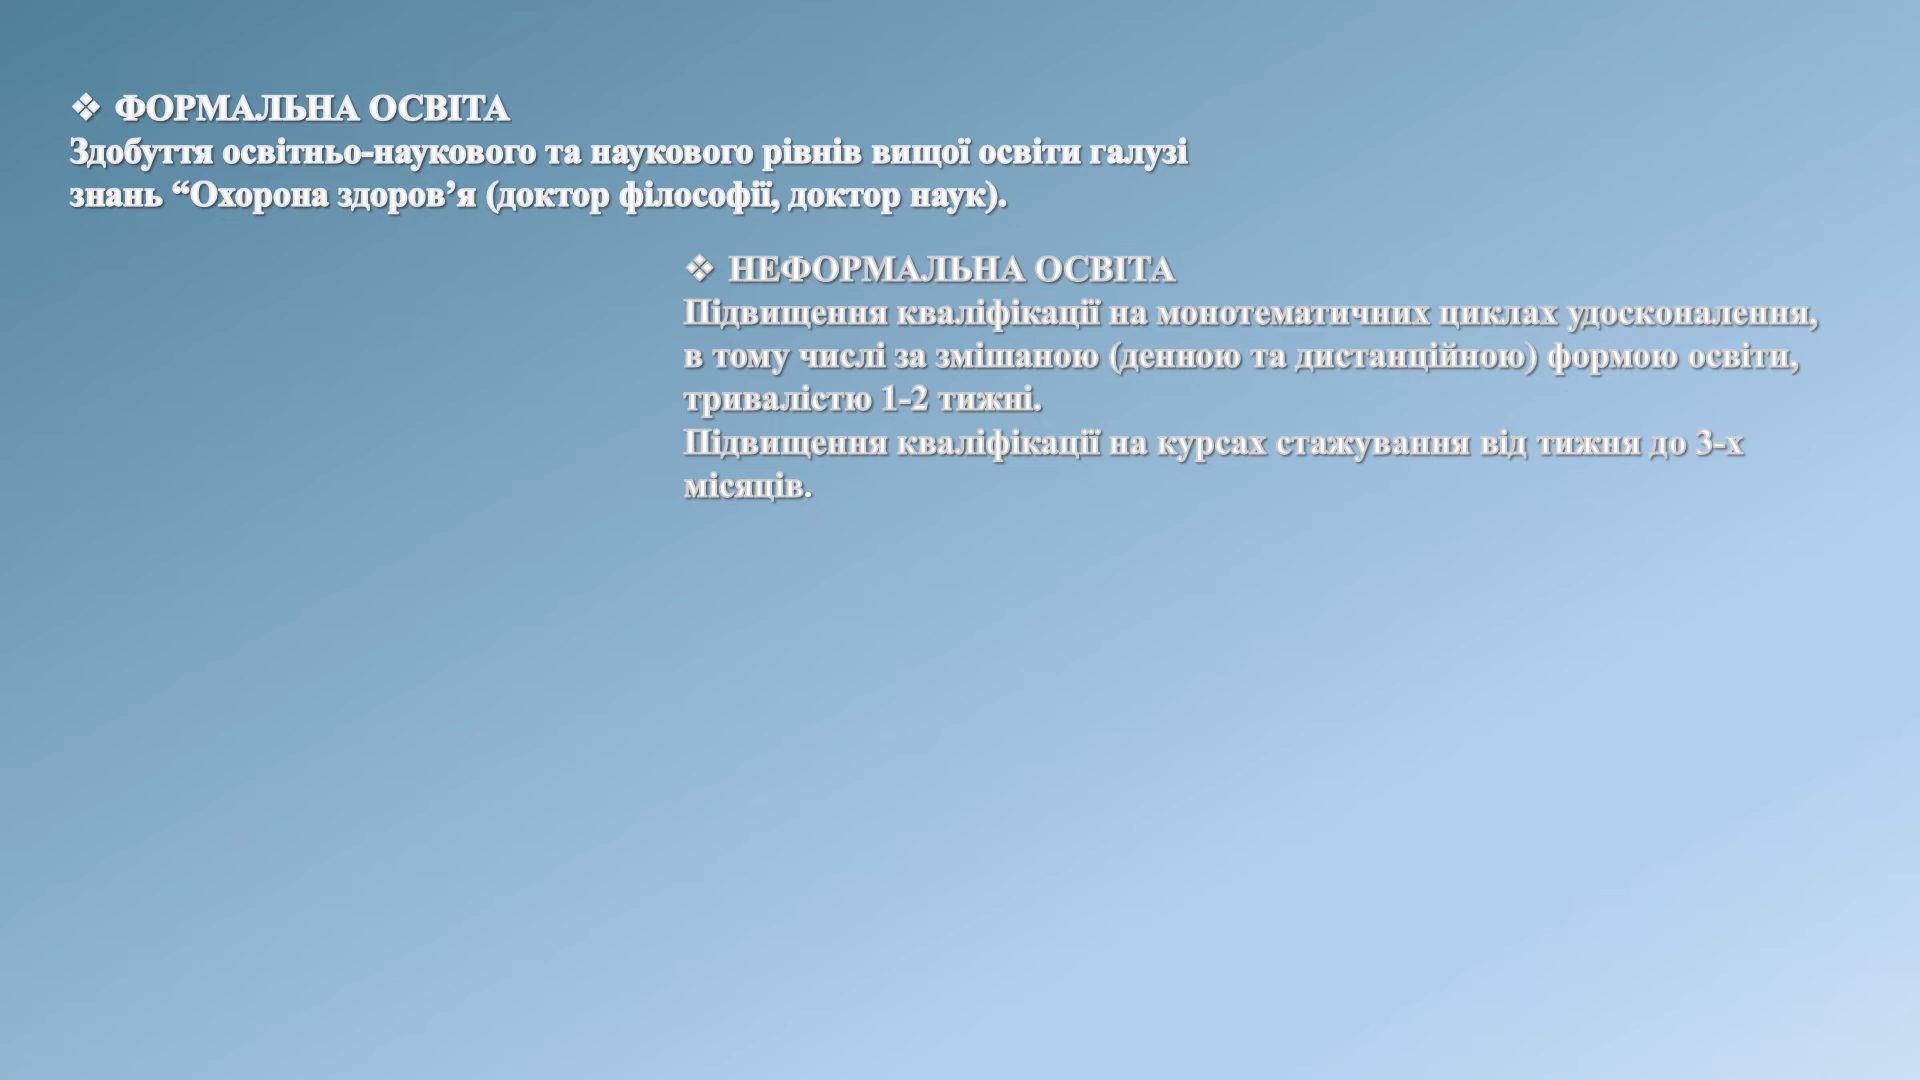 ❖ ФОРМАЛЬНА ОСВІТА
Здобуття освітньо-наукового та наукового рівнів вищої освіти галузі
знань “Охорона здоров’я (доктор філософії, доктор наук).
❖ НЕФОРМАЛЬНА ОСВІТА
Підвищення кваліфікації на монотематичних циклах удосконалення,
в тому числі за змішаною (денною та дистанційною) формою освіти,
тривалістю 1-2 тижні.
Підвищення кваліфікації на курсах стажування від тижня до 3-х
місяців.